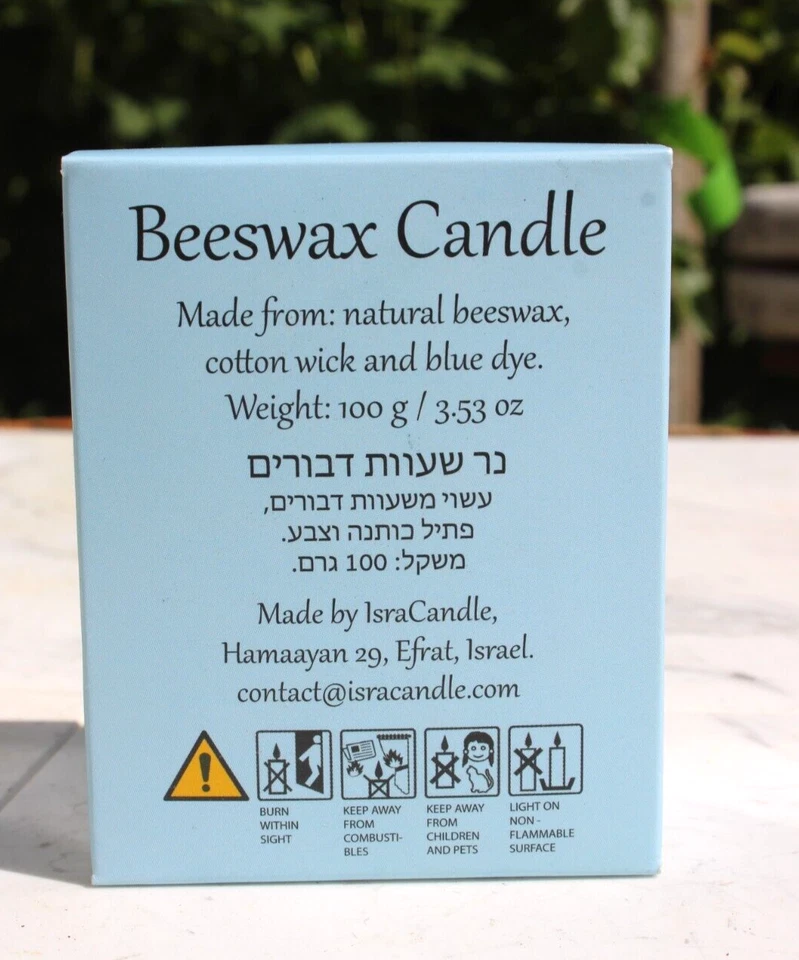 Beeswax Candle
Made from: natural beeswax,
cotton wick and blue dye.
Weight: 100 g / 3.53 oz
נר שעוות דבורים
עשוי משעוות דבורים,
פתיל כותנה וצבע.
משקל: 100 גרם.
Made by IsraCandle,
Hamaayan 29, Efrat, Israel.
contact@isracandle.com
BURN
WITHIN
SIGHT
KEEP AWAY
FROM
COMBUSTI-
BLES
KEEP AWAY
FROM
CHILDREN
AND PETS
LIGHT ON
NON -
FLAMMABLE
SURFACE